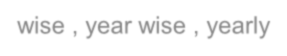 wise , year wise , yearly